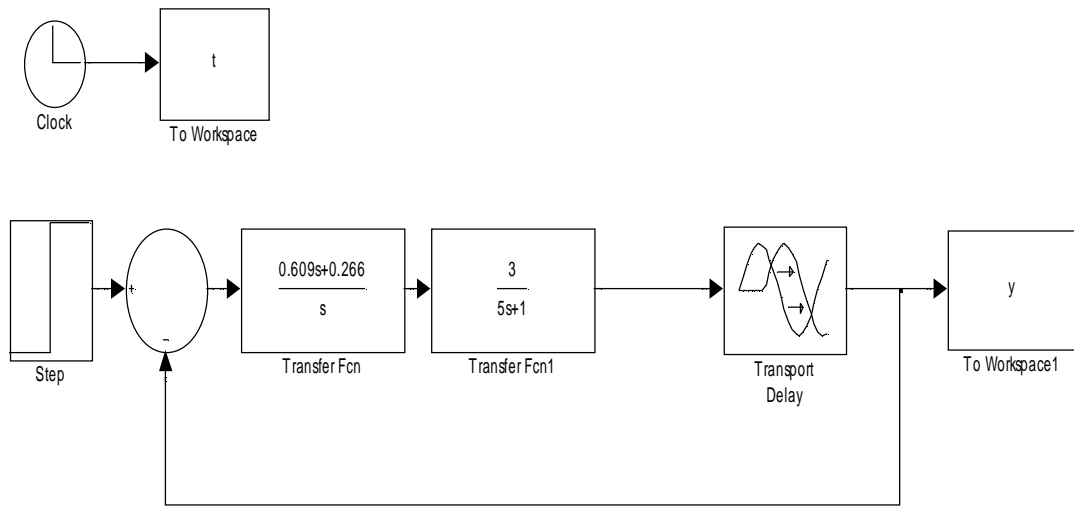 t
Clock
To Workspace
+
-
0.609s+0.266
s
3
5s+1
y
Step
Transfer Fcn
Transfer Fcn1
Transport
Delay
To Workspace1